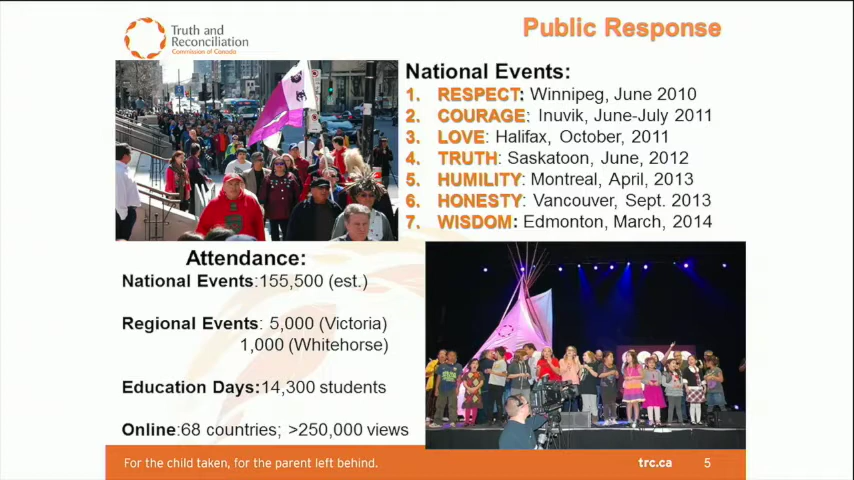 Truth and
Reconciliation
Commission of Canada
Public Response
National Events:
1. RESPECT: Winnipeg, June 2010
2. COURAGE: Inuvik, June-July 2011
3. LOVE: Halifax, October, 2011
4. TRUTH: Saskatoon, June, 2012
5. HUMILITY: Montreal, April, 2013
6. HONESTY: Vancouver, Sept. 2013
7. WISDOM: Edmonton, March, 2014
Attendance:
National Events:155,500 (est.)
Regional Events: 5,000 (Victoria)
1,000 (Whitehorse)
Education Days:14,300 students
Online:68 countries; >250,000 views
For the child taken, for the parent left behind.
trc.ca 5